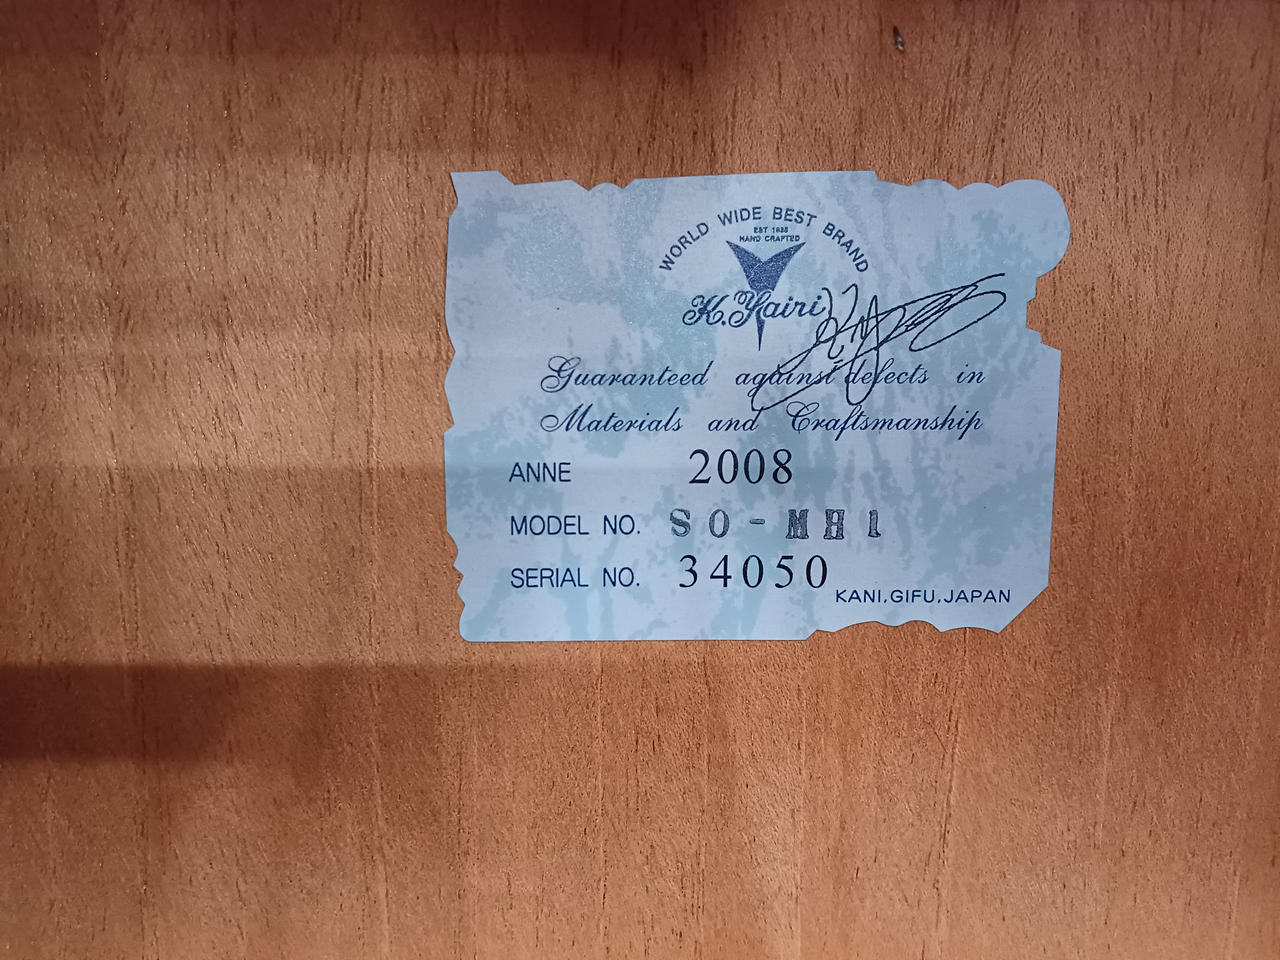 WORLD WIDE BEST BRAND
EST 1935
HAND CRAFTED
K.Yairi
Guaranteed against defects in
Materials and Craftsmanship
ANNE 2008
MODEL NO. SO-MH1
SERIAL NO. 34050
KANI,GIFU,JAPAN